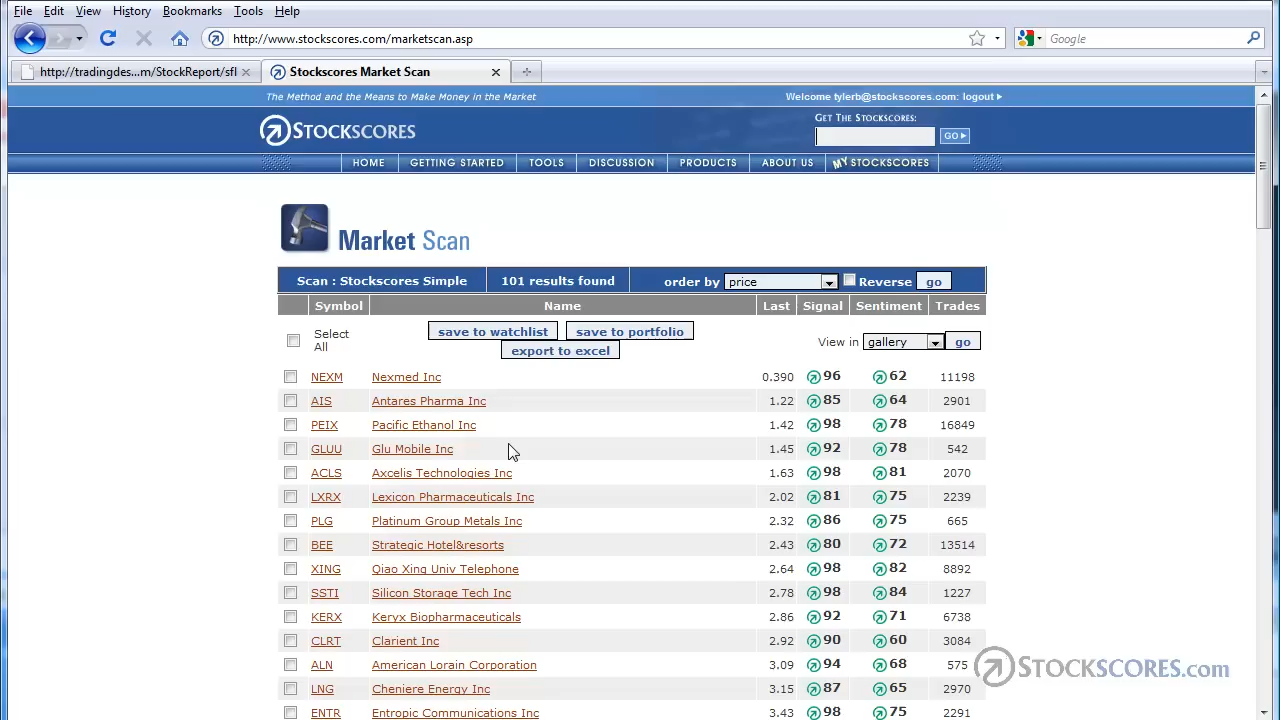 File Edit View History Bookmarks Tools Help
http://www.stockscores.com/marketscan.asp
Google
http://tradingdes...m/StockReport/sfl
Stockscores Market Scan
The Method and the Means to Make Money in the Market
Welcome tylerb@stockscores.com: logout
STOCKSCORES
GET THE STOCKSCORES:
GO
HOME GETTING STARTED TOOLS DISCUSSION PRODUCTS ABOUT US MY STOCKSCORES
Market Scan
Scan : Stockscores Simple 101 results found order by price Reverse go
Symbol Name Last Signal Sentiment Trades
Select All
save to watchlist save to portfolio
export to excel
View in gallery go
NEXM Nexmed Inc 0.390 96 62 11198
AIS Antares Pharma Inc 1.22 85 64 2901
PEIX Pacific Ethanol Inc 1.42 98 78 16849
GLUU Glu Mobile Inc 1.45 92 78 542
ACLS Axcelis Technologies Inc 1.63 98 81 2070
LXRX Lexicon Pharmaceuticals Inc 2.02 81 75 2239
PLG Platinum Group Metals Inc 2.32 86 75 665
BEE Strategic Hotel&resorts 2.43 80 72 13514
XING Qiao Xing Univ Telephone 2.64 98 82 8892
SSTI Silicon Storage Tech Inc 2.78 98 84 1227
KERX Keryx Biopharmaceuticals 2.86 92 71 6738
CLRT Clarient Inc 2.92 90 60 3084
ALN American Lorain Corporation 3.09 94 68 575
LNG Cheniere Energy Inc 3.15 87 65 2970
ENTR Entropic Communications Inc 3.43 98 75 2291
STOCKSCORES.com